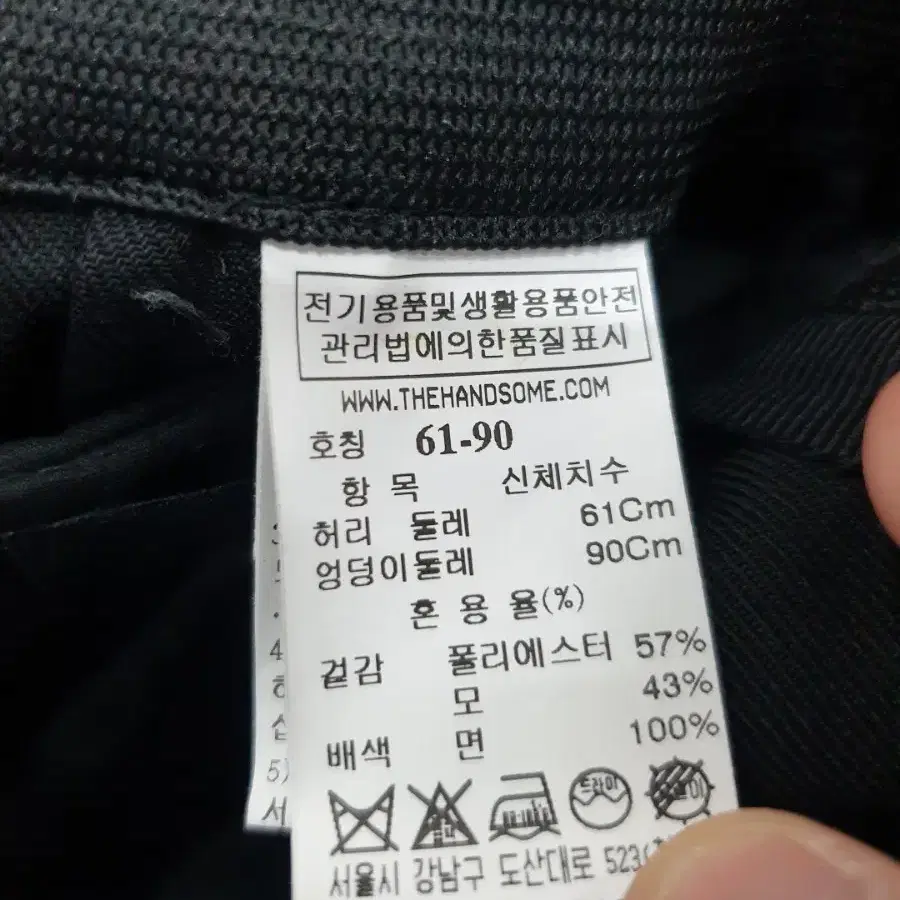 전기용품및생활용품안전
관리법에의한품질표시
WWW.THEHANDSOME.COM
호칭 61-90
항 목 신체치수
허리 둘레 61Cm
엉덩이둘레 90Cm
혼 용 율(%)
겉감 폴리에스터 57%
모 43%
배색 면 100%
드라이
서울시 강남구 도산대로 523(
4
5)
서